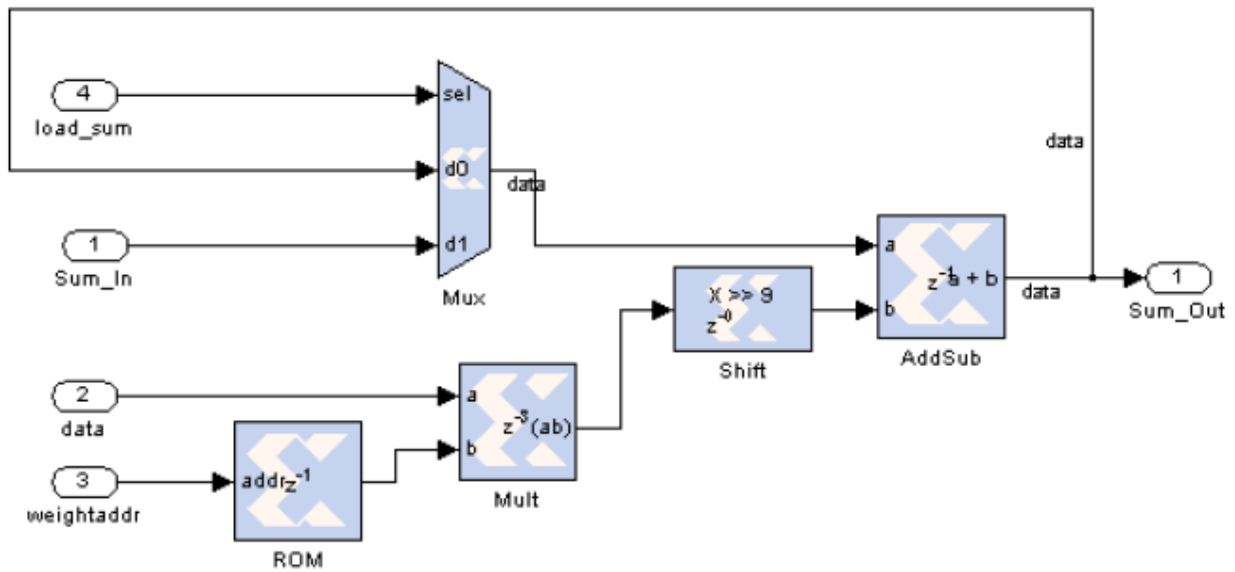 4
load_sum
sel
d0
data
data
1
Sum_In
d1
Mux
a
z⁻¹a + b
b
AddSub
data
1
Sum_Out
X >> 9
z⁻⁰
Shift
2
data
a
z⁻³(ab)
b
Mult
3
weightaddr
addr z⁻¹
ROM